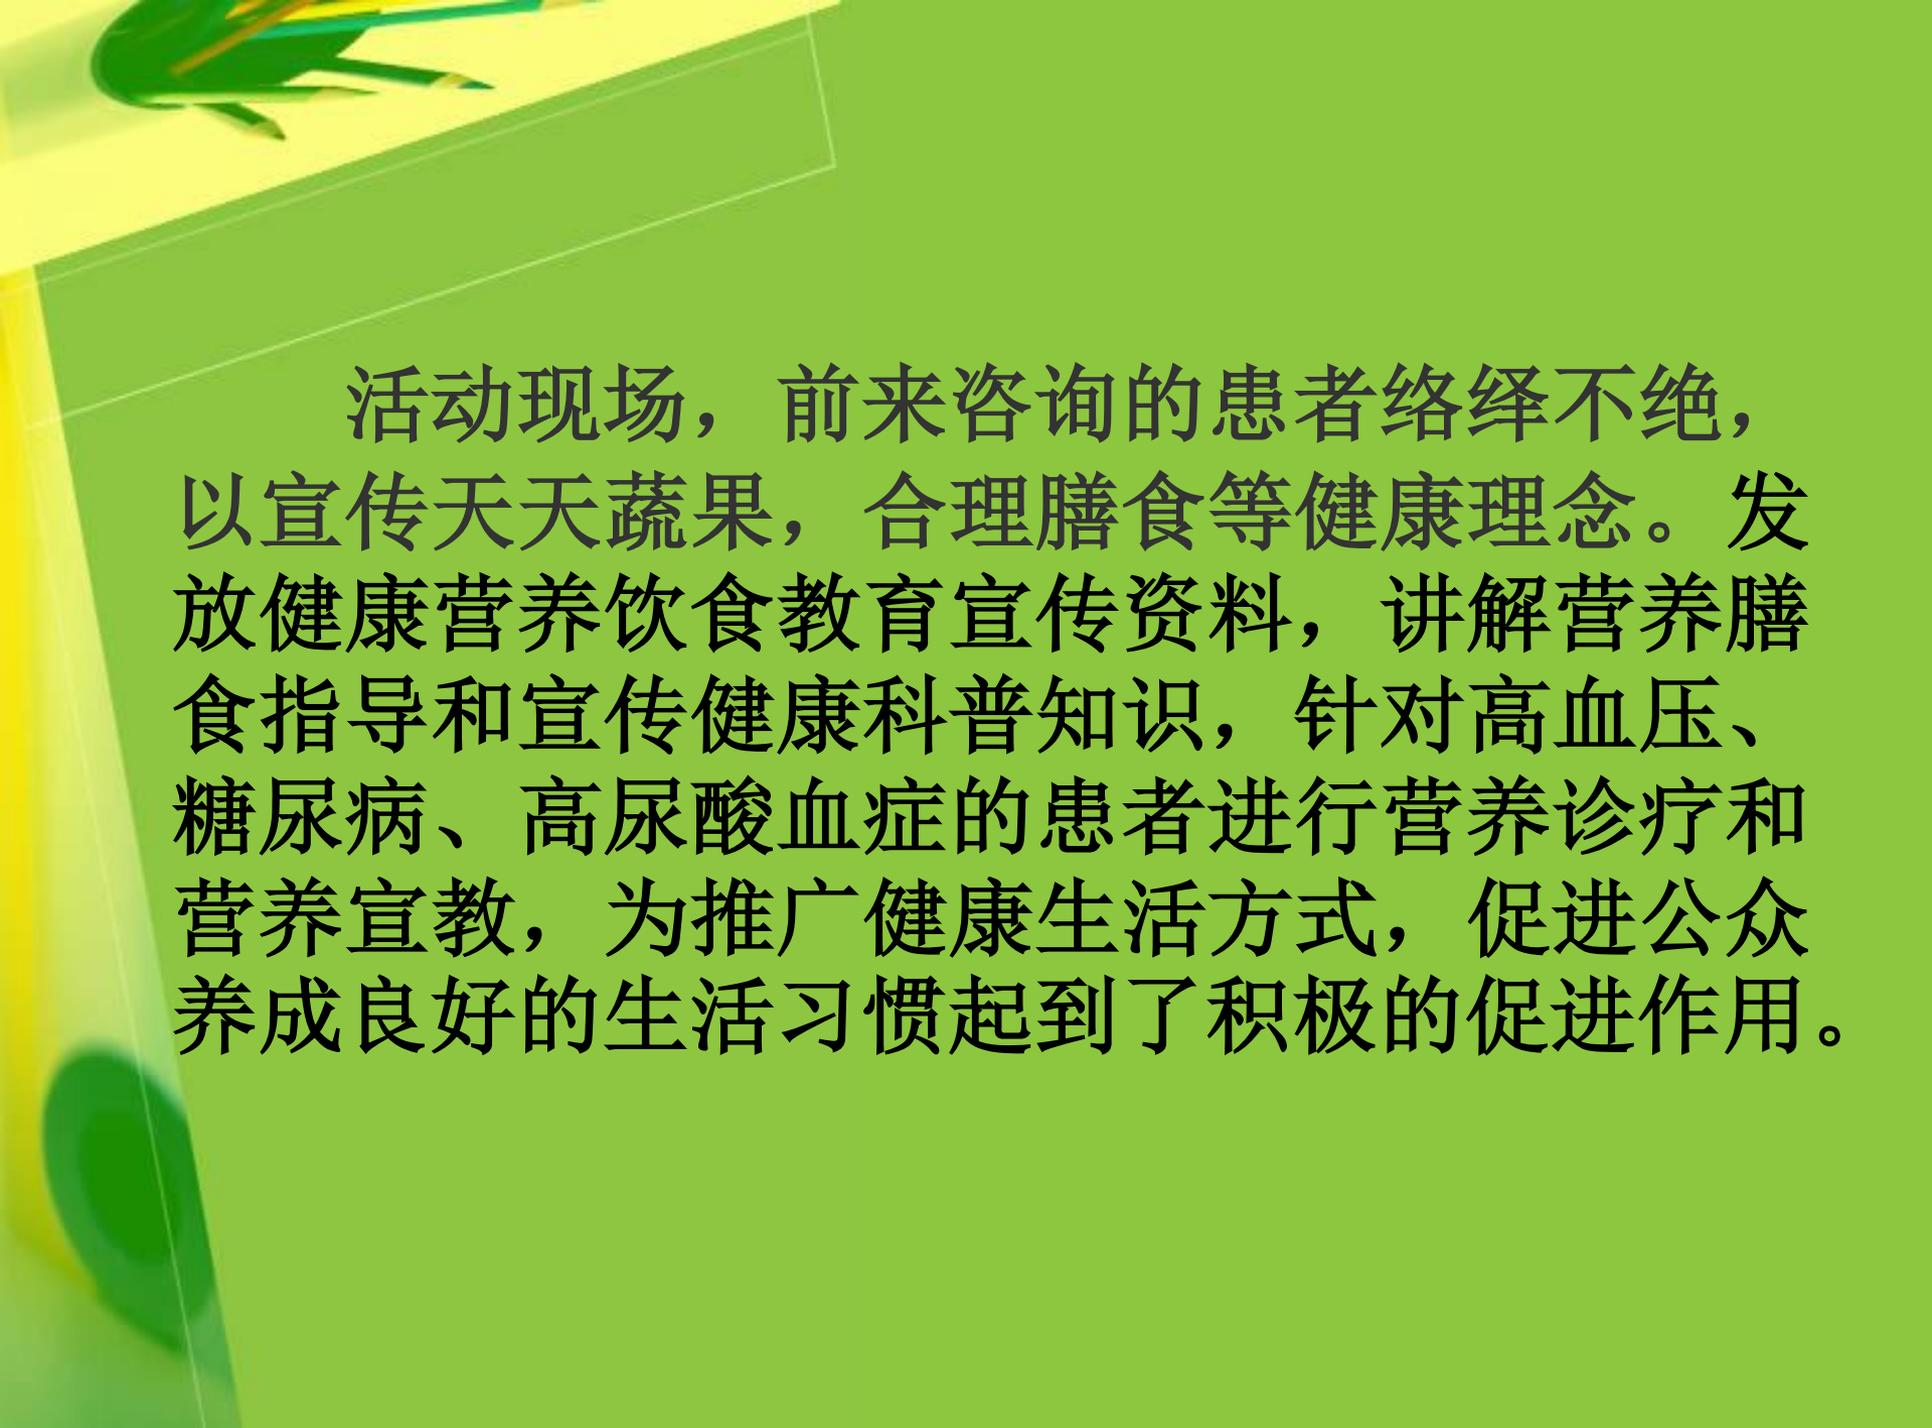 活动现场，前来咨询的患者络绎不绝，
以宣传天天蔬果，合理膳食等健康理念。发
放健康营养饮食教育宣传资料，讲解营养膳
食指导和宣传健康科普知识，针对高血压、
糖尿病、高尿酸血症的患者进行营养诊疗和
营养宣教，为推广健康生活方式，促进公众
养成良好的生活习惯起到了积极的促进作用。